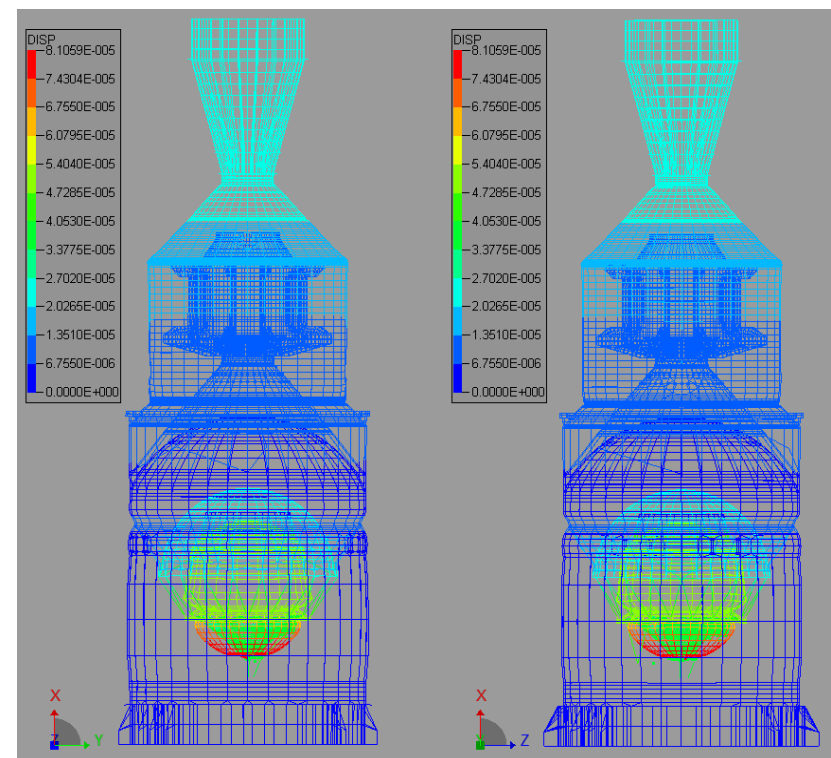 DISP
8.1059E-005
7.4304E-005
6.7550E-005
6.0795E-005
5.4040E-005
4.7285E-005
4.0530E-005
3.3775E-005
2.7020E-005
2.0265E-005
1.3510E-005
6.7550E-006
0.0000E+000
X
Z
Y
DISP
8.1059E-005
7.4304E-005
6.7550E-005
6.0795E-005
5.4040E-005
4.7285E-005
4.0530E-005
3.3775E-005
2.7020E-005
2.0265E-005
1.3510E-005
6.7550E-006
0.0000E+000
X
Y
Z